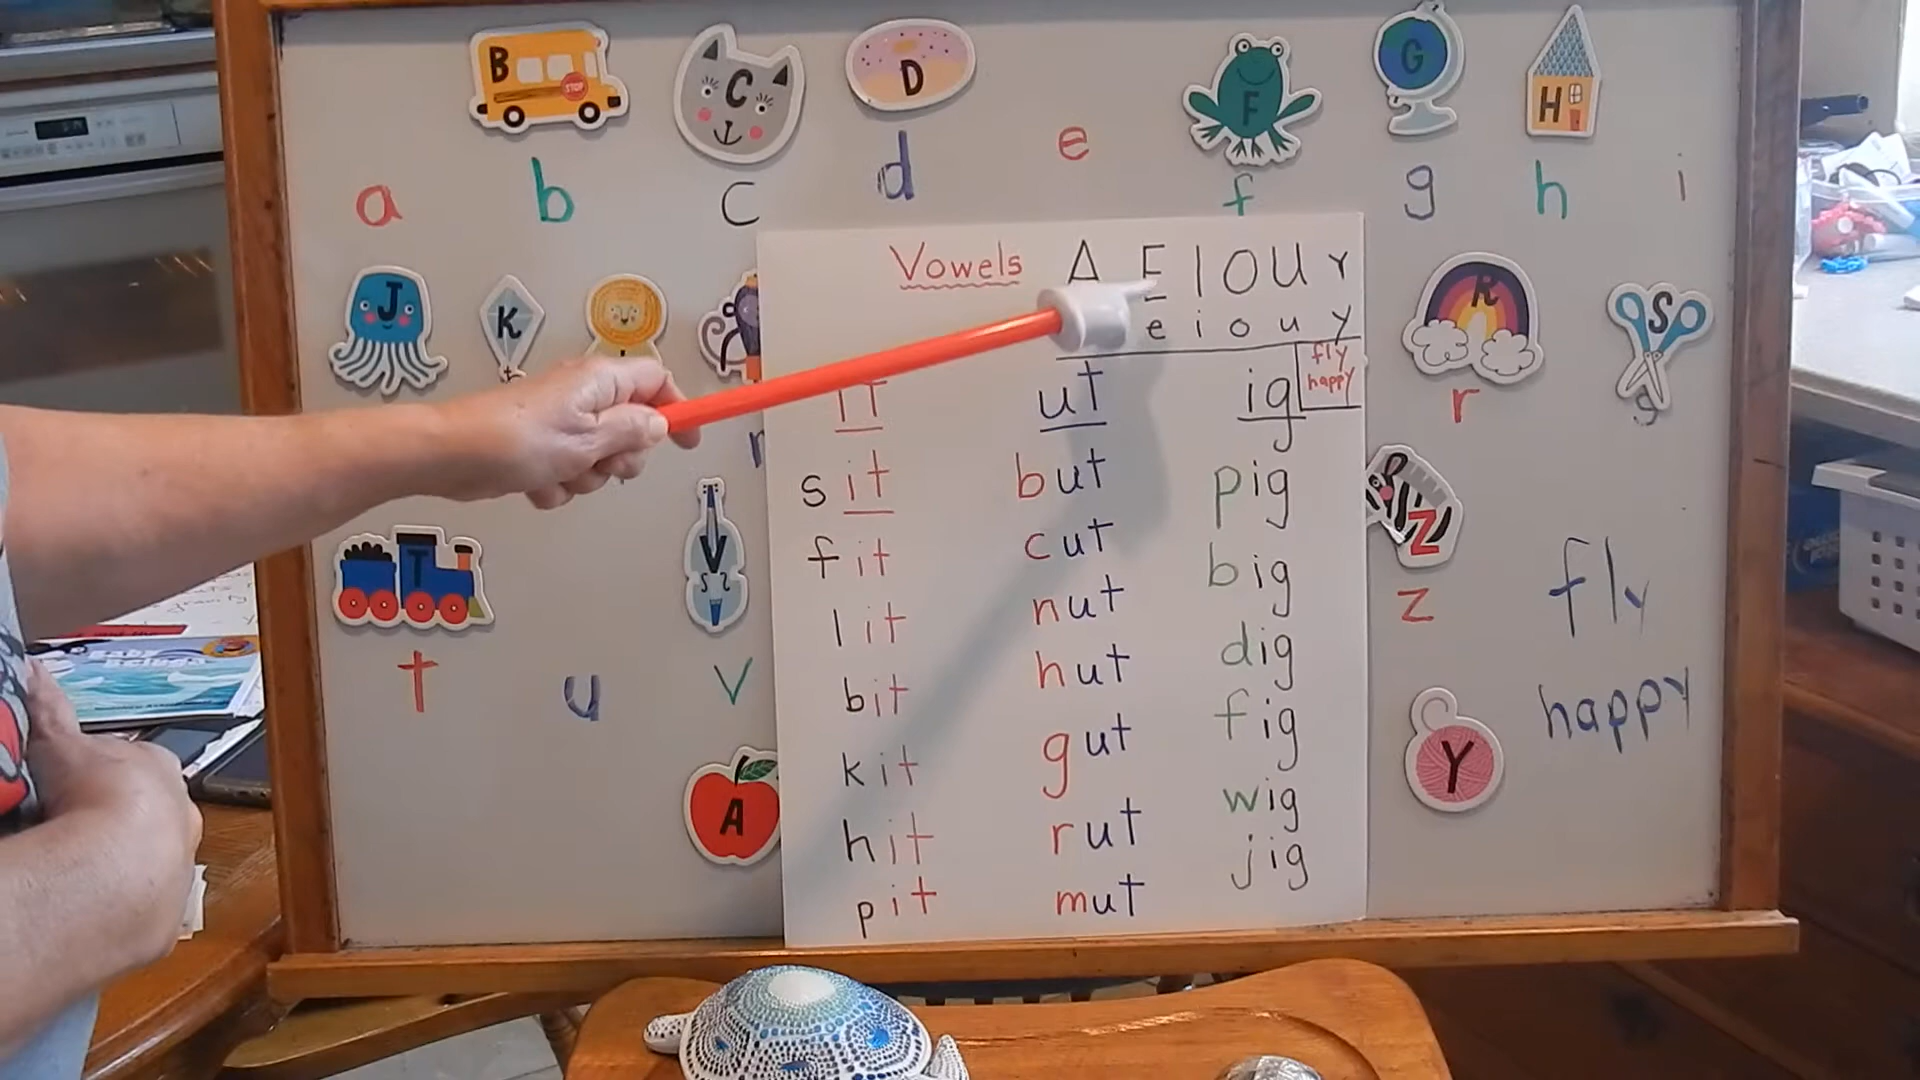 B C D F G H
a b c d e f g h i
J K R S
r s
T V Z
z
t u v
A Y
fly
happy
Vowels A E I O U Y
e i o u y
fly
happy
it ut ig
sit but pig
fit cut big
lit nut dig
bit hut fig
kit gut wig
hit rut jig
pit mut
STOP